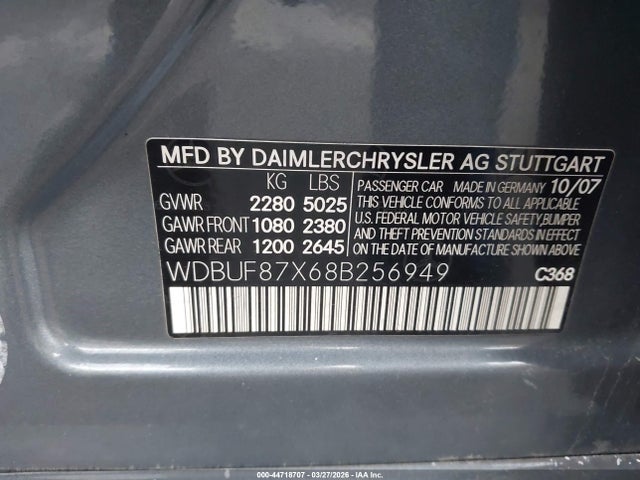 MFD BY DAIMLERCHRYSLER AG STUTTGART
KG LBS
GVWR 2280 5025
GAWR FRONT 1080 2380
GAWR REAR 1200 2645
PASSENGER CAR MADE IN GERMANY 10/07
THIS VEHICLE CONFORMS TO ALL APPLICABLE
U.S. FEDERAL MOTOR VEHICLE SAFETY, BUMPER
AND THEFT PREVENTION STANDARDS IN EFFECT
ON THE DATE OF MANUFACTURE SHOWN ABOVE
WDBUF87X68B256949 C368
000-44718707 - 03/27/2026 - IAA Inc.